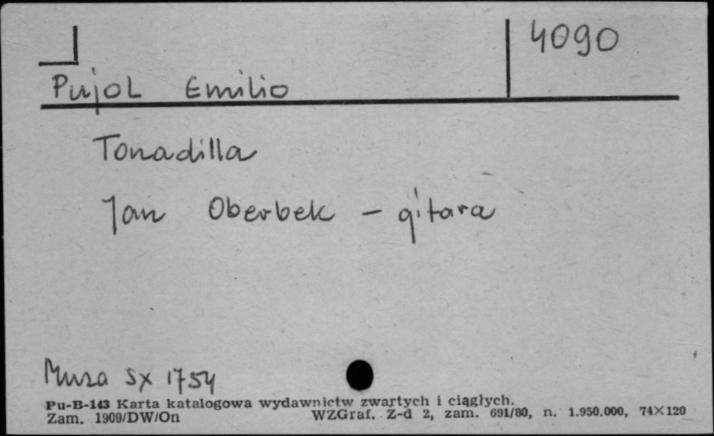 4090
Pujol Emilio
Tonadilla
Jan Oberbek - gitara
Muza SX 1754
Pu-B-143 Karta katalogowa wydawnictw zwartych i ciągłych.
Zam. 1909/DW/On WZGraf. Z-d 2, zam. 691/80, n. 1.950.000, 74×120